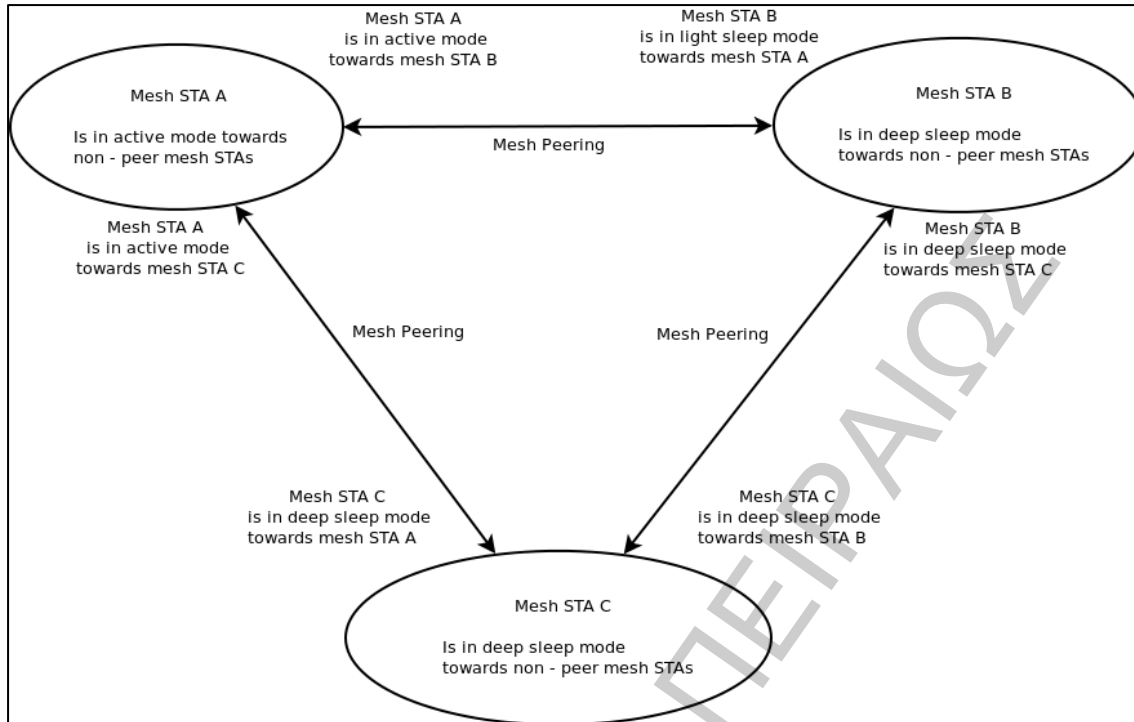 Mesh STA A
is in active mode
towards mesh STA B
Mesh STA B
is in light sleep mode
towards mesh STA A
Mesh STA A
Is in active mode towards
non - peer mesh STAs
Mesh Peering
Mesh STA B
Is in deep sleep mode
towards non - peer mesh STAs
Mesh STA A
is in active mode
towards mesh STA C
Mesh STA B
is in deep sleep mode
towards mesh STA C
Mesh Peering
Mesh Peering
Mesh STA C
is in deep sleep mode
towards mesh STA A
Mesh STA C
is in deep sleep mode
towards mesh STA B
Mesh STA C
Is in deep sleep mode
towards non - peer mesh STAs
ΠΕΙΡΑΙΩΣ